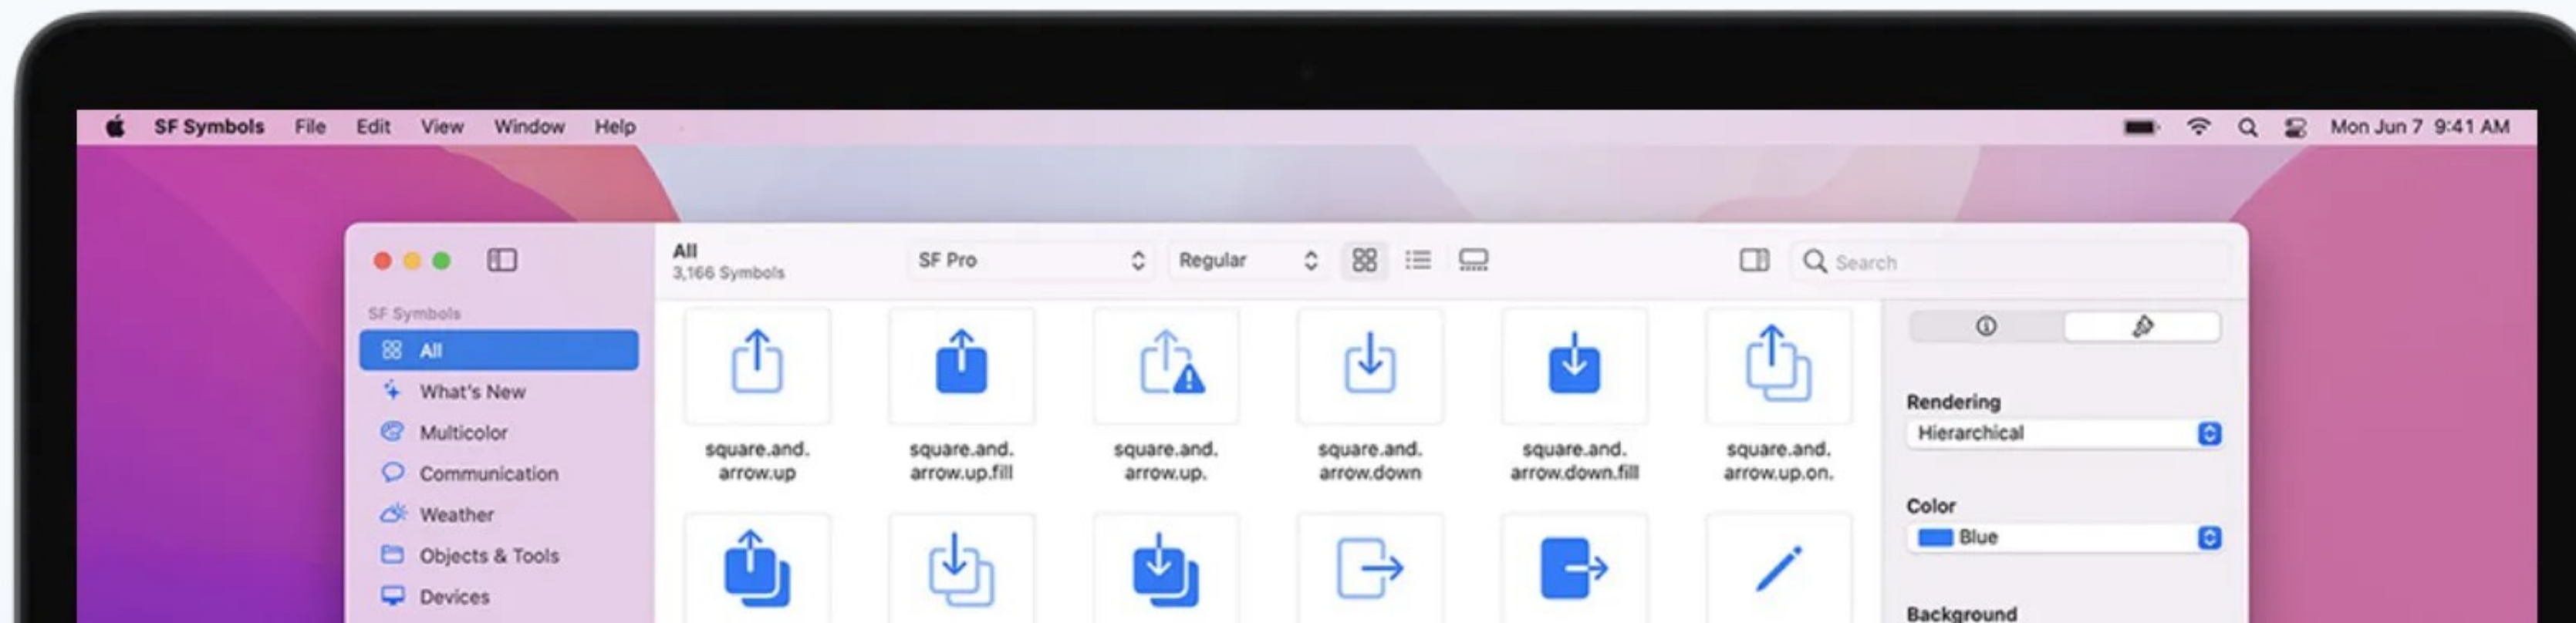 SF Symbols File Edit View Window Help
Mon Jun 7 9:41 AM
All
3,166 Symbols
SF Pro
Regular
Search
SF Symbols
All
What's New
Multicolor
Communication
Weather
Objects & Tools
Devices
square.and.
arrow.up
square.and.
arrow.up.fill
square.and.
arrow.up.
square.and.
arrow.down
square.and.
arrow.down.fill
square.and.
arrow.up.on.
Rendering
Hierarchical
Color
Blue
Background